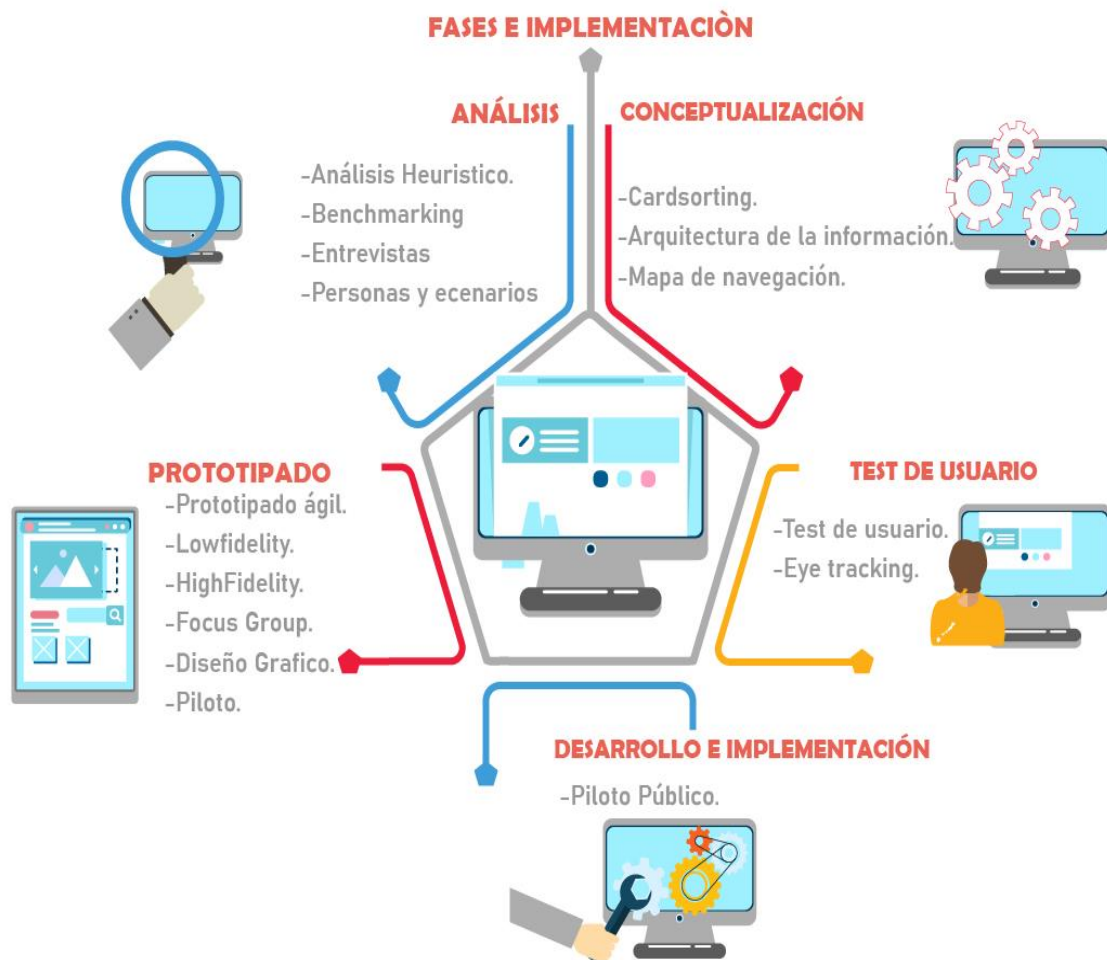 FASES E IMPLEMENTACIÒN
ANÁLISIS
-Análisis Heuristico.
-Benchmarking
-Entrevistas
-Personas y ecenarios
CONCEPTUALIZACIÓN
-Cardsorting.
-Arquitectura de la información.
-Mapa de navegación.
PROTOTIPADO
-Prototipado ágil.
-Lowfidelity.
-HighFidelity.
-Focus Group.
-Diseño Grafico.
-Piloto.
TEST DE USUARIO
-Test de usuario.
-Eye tracking.
DESARROLLO E IMPLEMENTACIÓN
-Piloto Público.